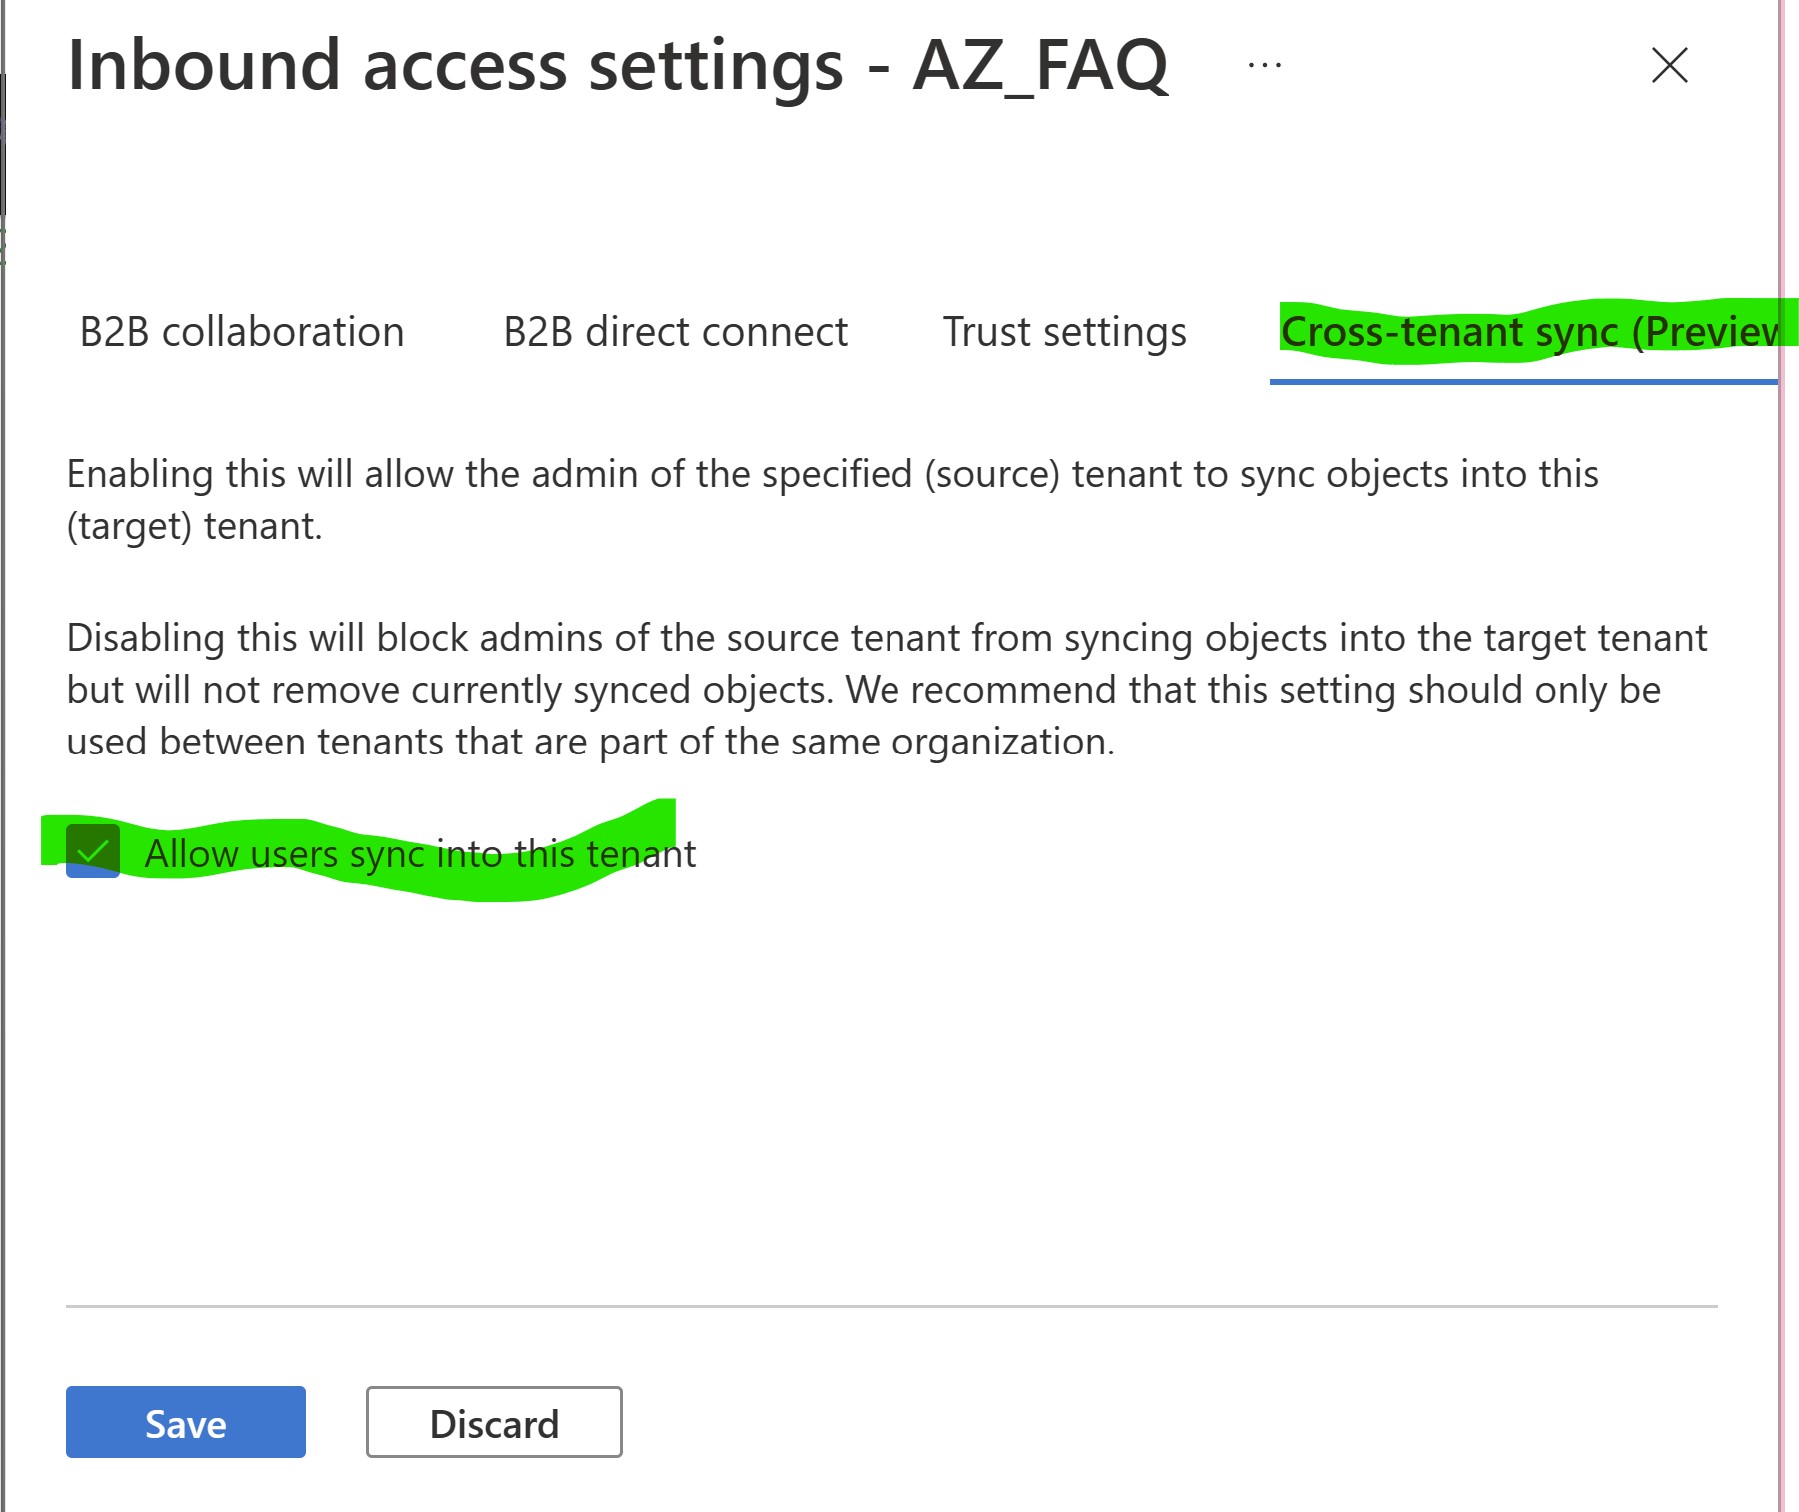 Inbound access settings - AZ_FAQ ...
B2B collaboration B2B direct connect Trust settings Cross-tenant sync (Preview
Enabling this will allow the admin of the specified (source) tenant to sync objects into this
(target) tenant.
Disabling this will block admins of the source tenant from syncing objects into the target tenant
but will not remove currently synced objects. We recommend that this setting should only be
used between tenants that are part of the same organization.
Allow users sync into this tenant
Save Discard